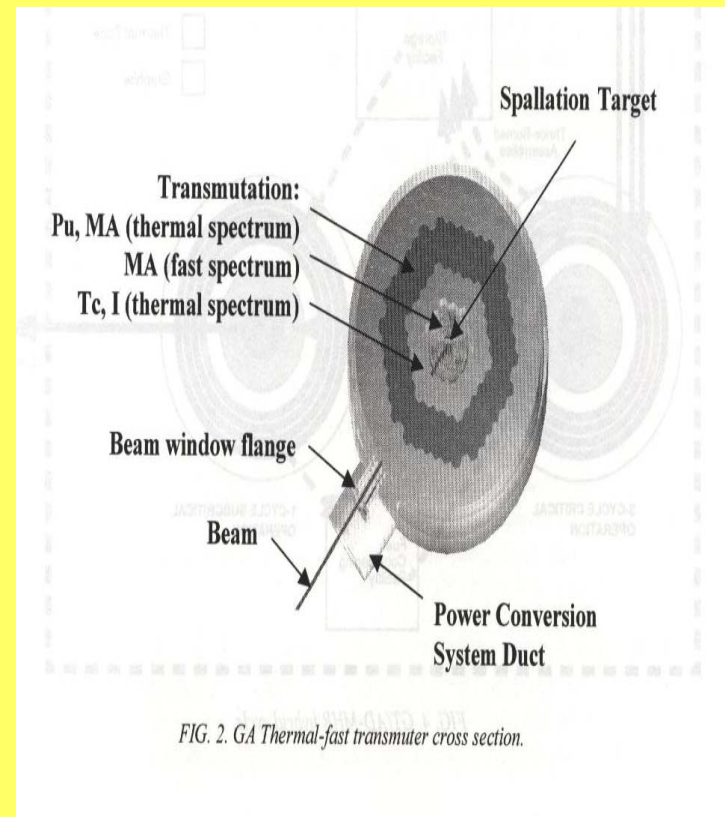 Spallation Target
Transmutation:
Pu, MA (thermal spectrum)
MA (fast spectrum)
Tc, I (thermal spectrum)
Beam window flange
Beam
Power Conversion
System Duct
FIG. 2. GA Thermal-fast transmuter cross section.